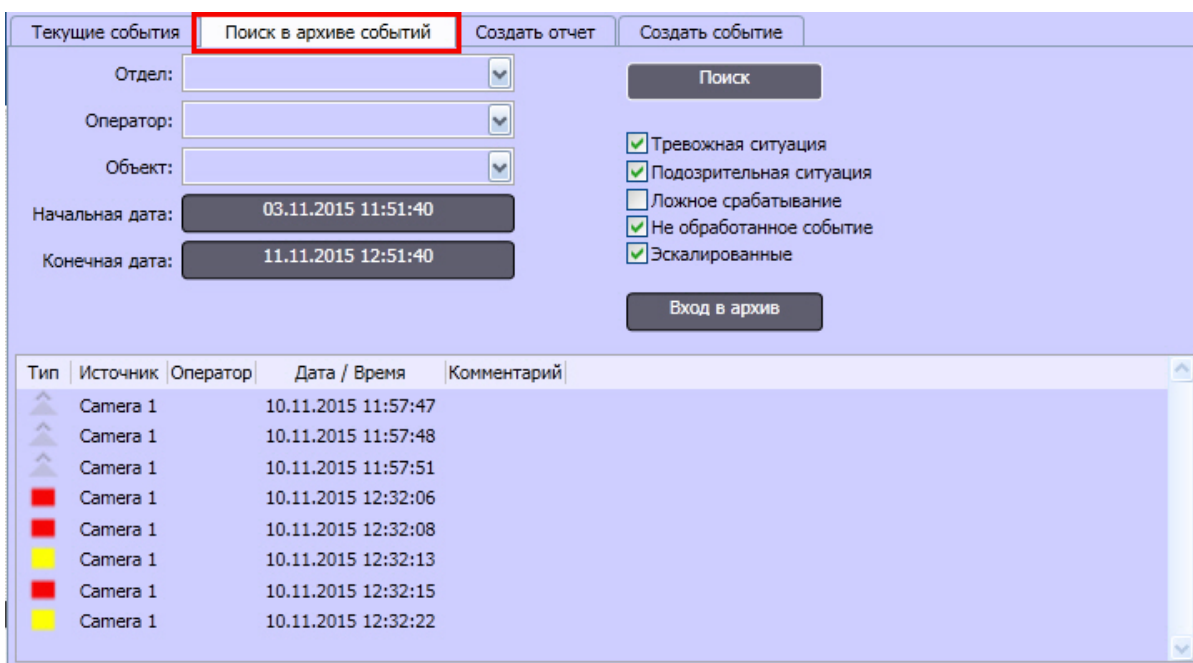 Текущие события Поиск в архиве событий Создать отчет Создать событие
Отдел:
Поиск
Оператор:
Тревожная ситуация
Объект:
Подозрительная ситуация
Ложное срабатывание
Начальная дата: 03.11.2015 11:51:40
Не обработанное событие
Конечная дата: 11.11.2015 12:51:40
Эскалированные
Вход в архив
Тип Источник Оператор Дата / Время Комментарий
Camera 1 10.11.2015 11:57:47
Camera 1 10.11.2015 11:57:48
Camera 1 10.11.2015 11:57:51
Camera 1 10.11.2015 12:32:06
Camera 1 10.11.2015 12:32:08
Camera 1 10.11.2015 12:32:13
Camera 1 10.11.2015 12:32:15
Camera 1 10.11.2015 12:32:22